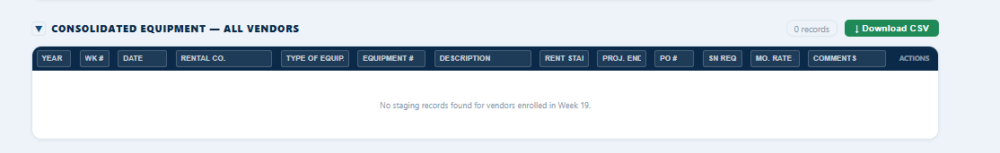 ▼ CONSOLIDATED EQUIPMENT — ALL VENDORS 0 records ↓ Download CSV
YEAR WK # DATE RENTAL CO. TYPE OF EQUIP. EQUIPMENT # DESCRIPTION RENT STAI PROJ. END PO # SN REQ MO. RATE COMMENTS ACTIONS
No staging records found for vendors enrolled in Week 19.